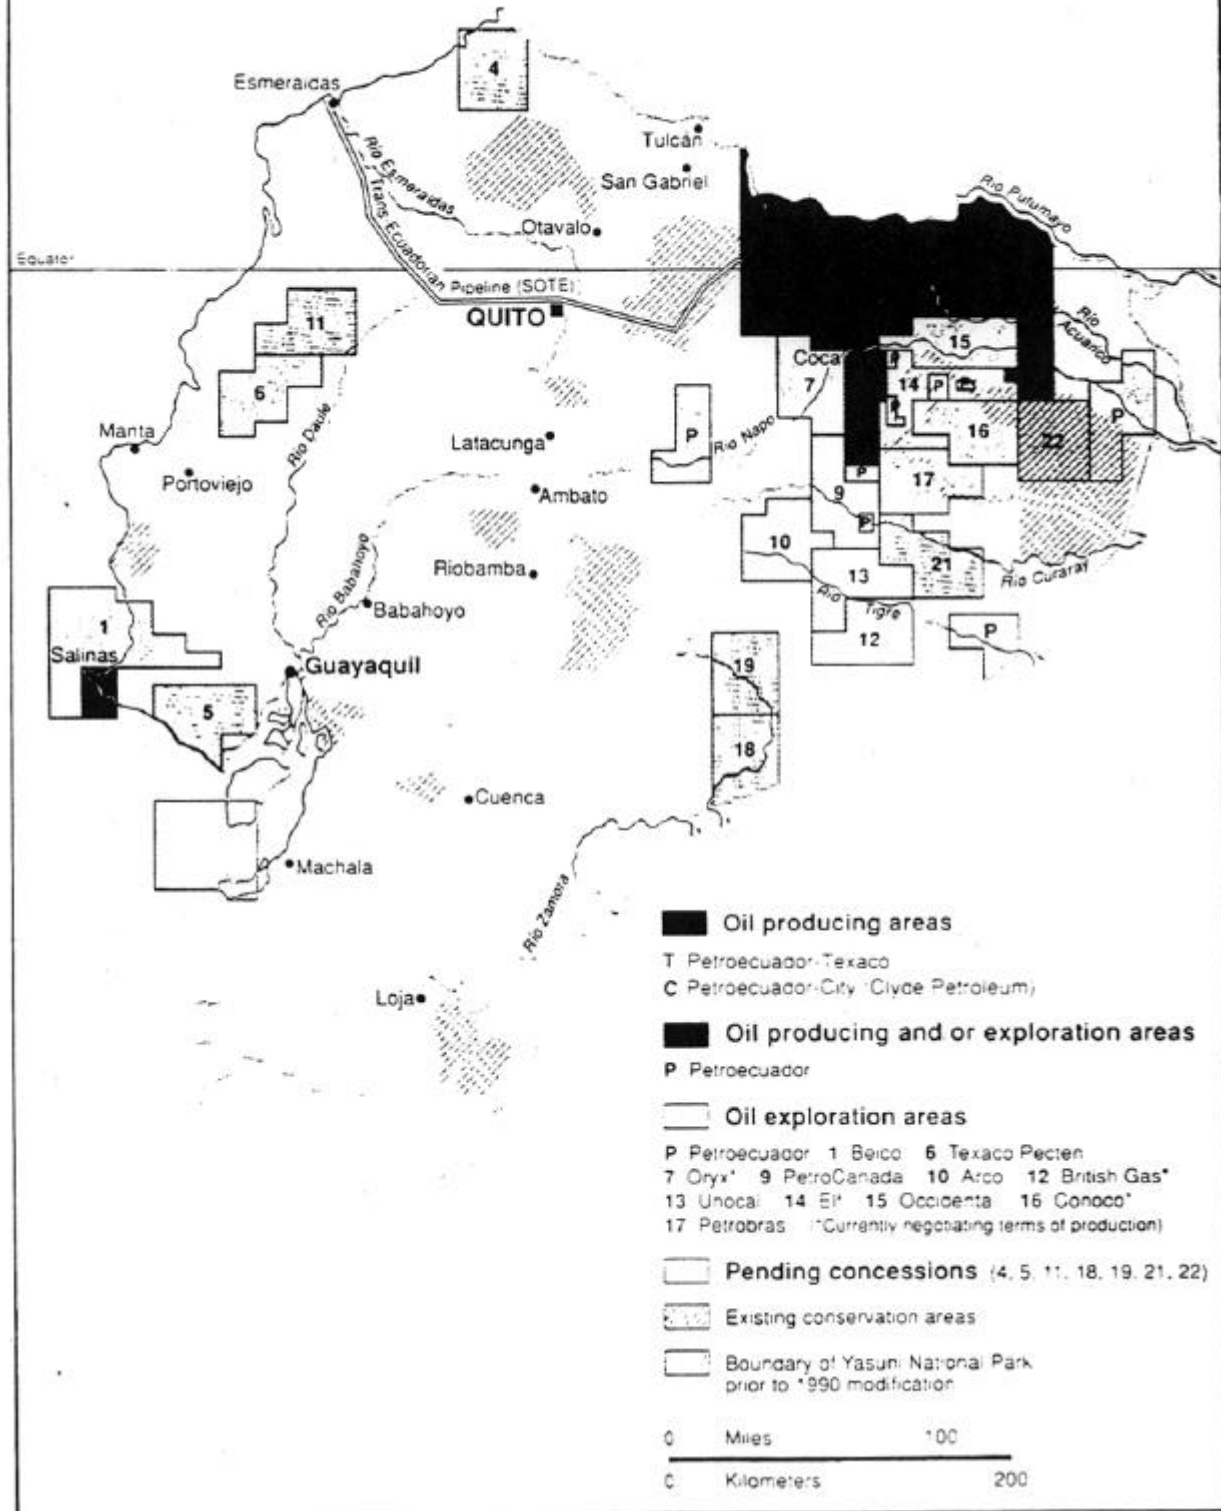 4
Esmeraldas
Tulcán
Rio Esmeraldas
San Gabriel
Rio Putumayo
Otavalo
Equator
Trans Ecuadorian Pipeline (SOTE)
QUITO
Rio Aguarico
11
15
Coca
P
7
14
P
P
6
P
P
P
Rio Daule
Manta
Latacunga
Rio Napo
16
22
Portoviejo
P
17
Ambato
9
P
10
Rio Babahoyo
Riobamba
13
21
Rio Curaray
Babahoyo
Rio Tigre
1
12
P
Salinas
Guayaquil
19
5
18
Cuenca
Machala
Rio Zamora
Loja
Oil producing areas
T Petroecuador-Texaco
C Petroecuador-City (Clyde Petroleum)
Oil producing and or exploration areas
P Petroecuador
Oil exploration areas
P Petroecuador 1 Belco 6 Texaco Pecten
7 Oryx* 9 PetroCanada 10 Arco 12 British Gas*
13 Unocal 14 Elf* 15 Occidental 16 Conoco*
17 Petrobras (*Currently negotiating terms of production)
Pending concessions (4, 5, 11, 18, 19, 21, 22)
Existing conservation areas
Boundary of Yasuni National Park
prior to 1990 modification
0 Miles 100
0 Kilometers 200